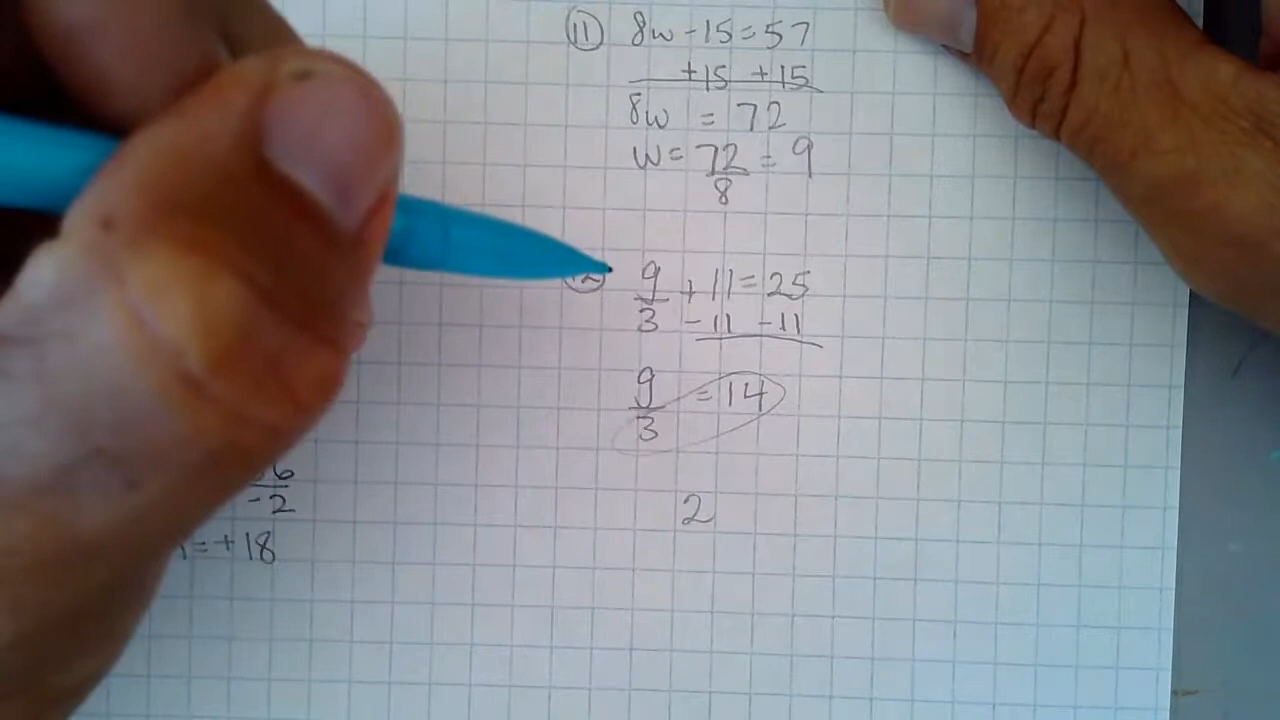 ⑪ 8w - 15 = 57
+15 +15
8w = 72
w = 72/8 = 9
g/3 + 11 = 25
-11 -11
g/3 = 14
2
-2
= +18